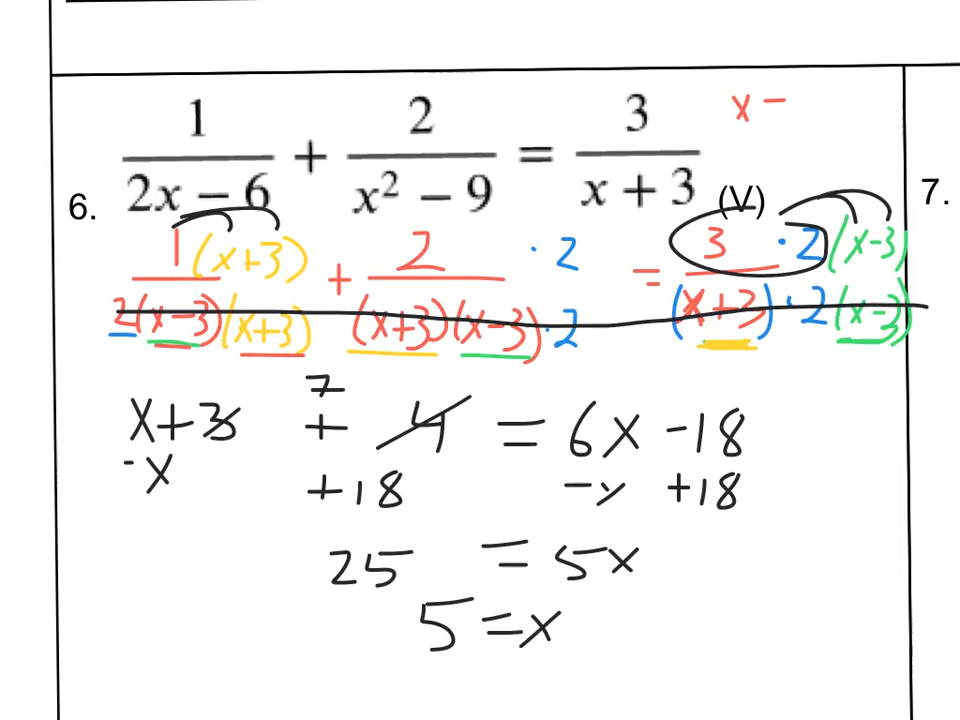 6. 1/(2x − 6) + 2/(x² − 9) = 3/(x + 3) (V) x − 7.
1(x+3)/2(x−3)(x+3) + 2 · 2/(x+3)(x−3) · 2 = 3 · 2(x−3)/(x+3) · 2(x−3)
7
x+3 + 4 = 6x − 18
-x +18 -x +18
25 = 5x
5 = x